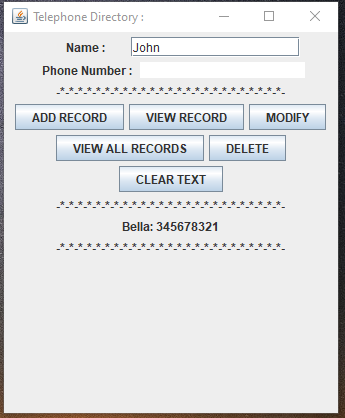 Telephone Directory :
Name : John
Phone Number :
-*-*-*-*-*-*-*-*-*-*-*-*-*-*-*-*-*-*-*-
ADD RECORD VIEW RECORD MODIFY
VIEW ALL RECORDS DELETE
CLEAR TEXT
-*-*-*-*-*-*-*-*-*-*-*-*-*-*-*-*-*-*-*-
Bella: 345678321
-*-*-*-*-*-*-*-*-*-*-*-*-*-*-*-*-*-*-*-